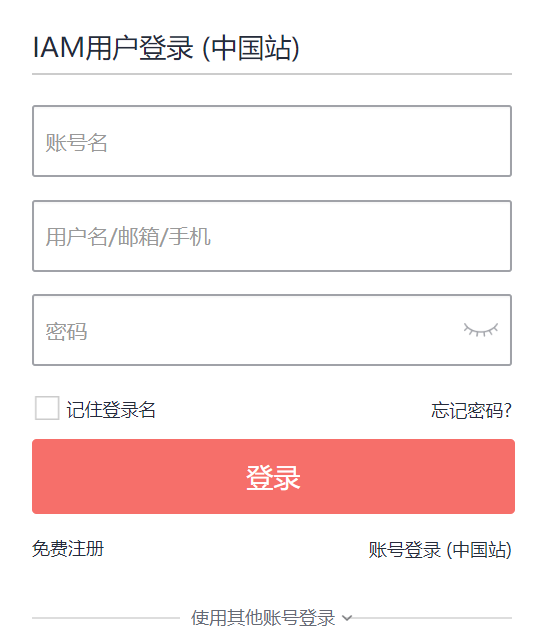 IAM用户登录 (中国站)
账号名
用户名/邮箱/手机
密码
记住登录名 忘记密码?
登录
免费注册 账号登录 (中国站)
使用其他账号登录